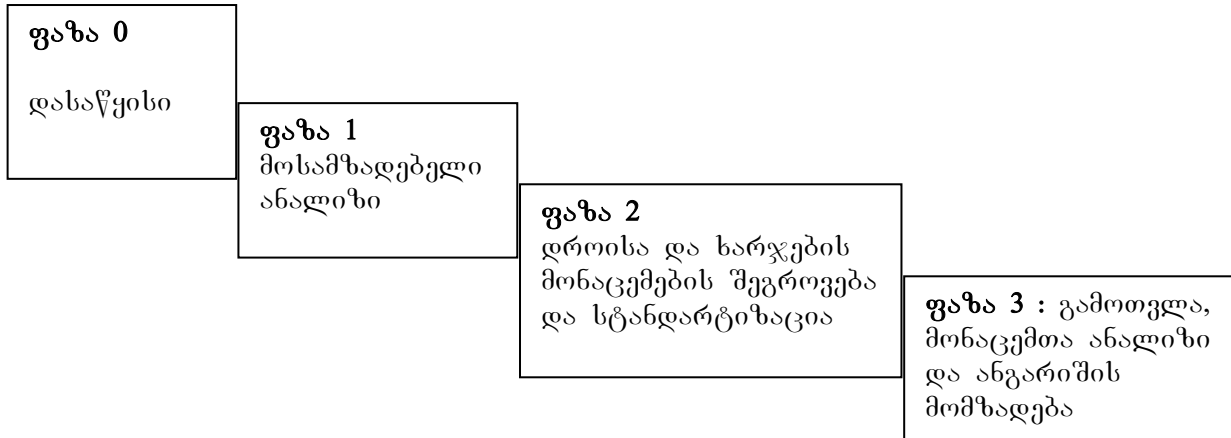 ფაზა 0
დასაწყისი
ფაზა 1
მოსამზადებელი
ანალიზი
ფაზა 2
დროისა და ხარჯების
მონაცემების შეგროვება
და სტანდარტიზაცია
ფაზა 3 : გამოთვლა,
მონაცემთა ანალიზი
და ანგარიშის
მომზადება